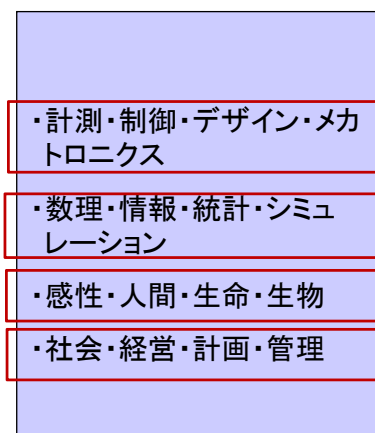 ・計測・制御・デザイン・メカ
トロニクス
・数理・情報・統計・シミュ
レーション
・感性・人間・生命・生物
・社会・経営・計画・管理